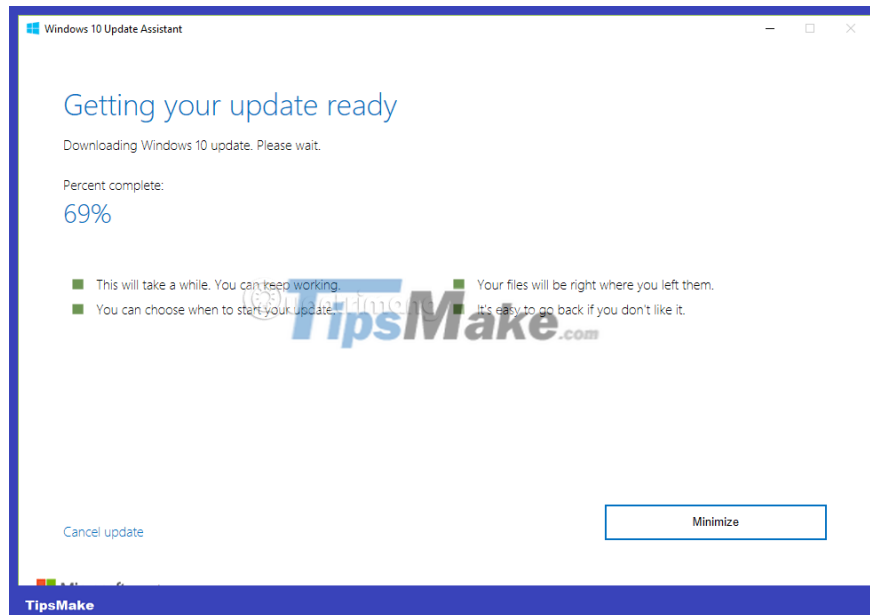 Windows 10 Update Assistant
Getting your update ready
Downloading Windows 10 update. Please wait.
Percent complete:
69%
This will take a while. You can keep working.
Your files will be right where you left them.
You can choose when to start your update.
It's easy to go back if you don't like it.
TipsMake.com
Cancel update
Minimize
TipsMake